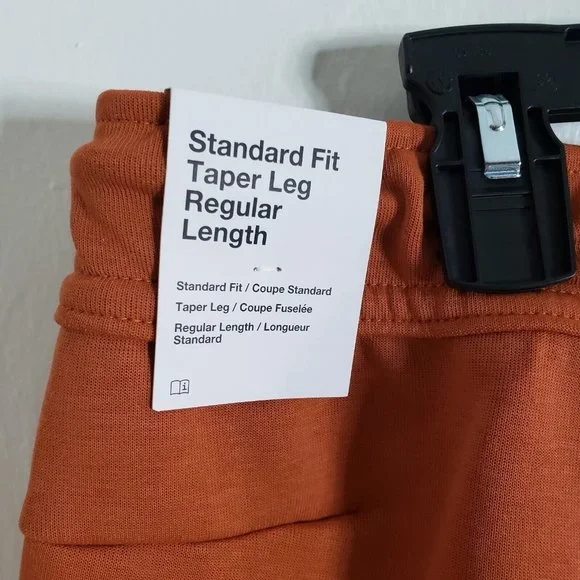 Standard Fit
Taper Leg
Regular
Length
Standard Fit / Coupe Standard
Taper Leg / Coupe Fuselée
Regular Length / Longueur
Standard